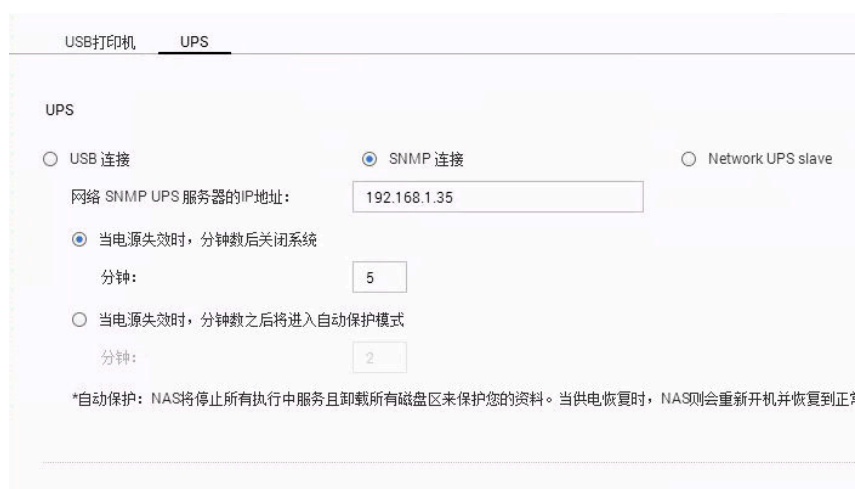 USB打印机 UPS
UPS
USB 连接 SNMP 连接 Network UPS slave
网络 SNMP UPS 服务器的IP地址: 192.168.1.35
当电源失效时，分钟数后关闭系统
分钟: 5
当电源失效时，分钟数之后将进入自动保护模式
分钟: 2
*自动保护: NAS将停止所有执行中服务且卸载所有磁盘区来保护您的资料。当供电恢复时，NAS则会重新开机并恢复到正常